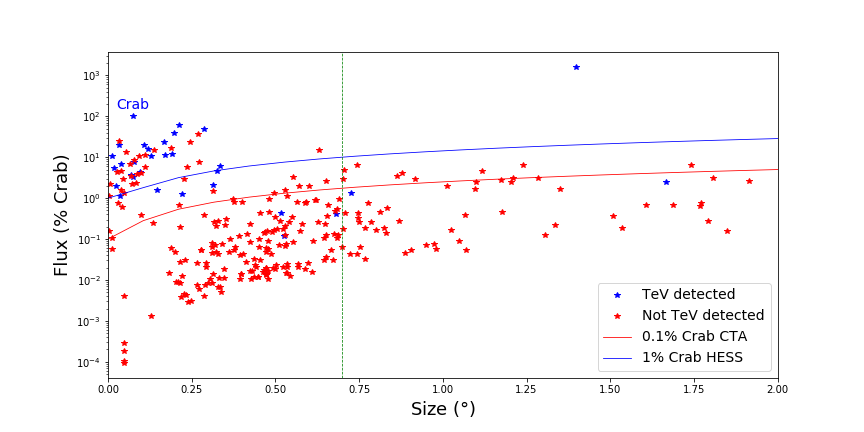 10³
10²
10¹
10⁰
10⁻¹
10⁻²
10⁻³
10⁻⁴
Flux (% Crab)
Crab
TeV detected
Not TeV detected
0.1% Crab CTA
1% Crab HESS
0.00 0.25 0.50 0.75 1.00 1.25 1.50 1.75 2.00
Size (°)